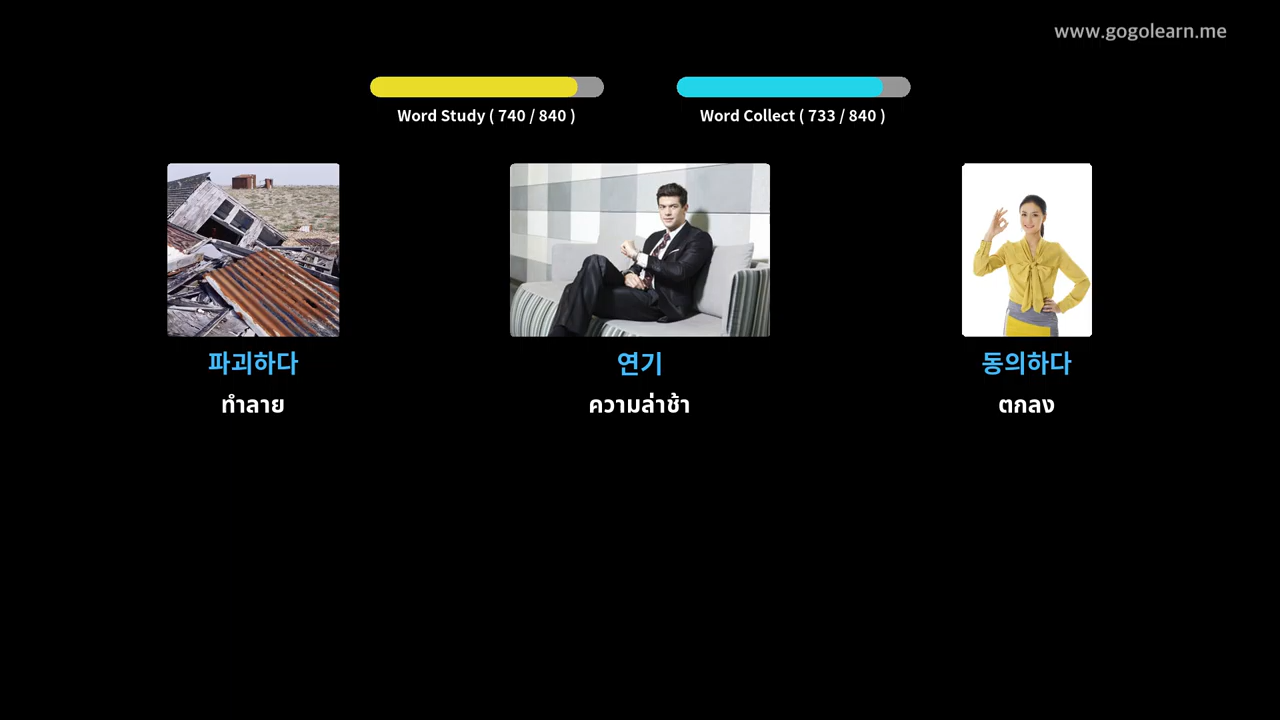 www.gogolearn.me
Word Study ( 740 / 840 )
Word Collect ( 733 / 840 )
파괴하다
연기
동의하다
ทำลาย
ความล่าช้า
ตกลง